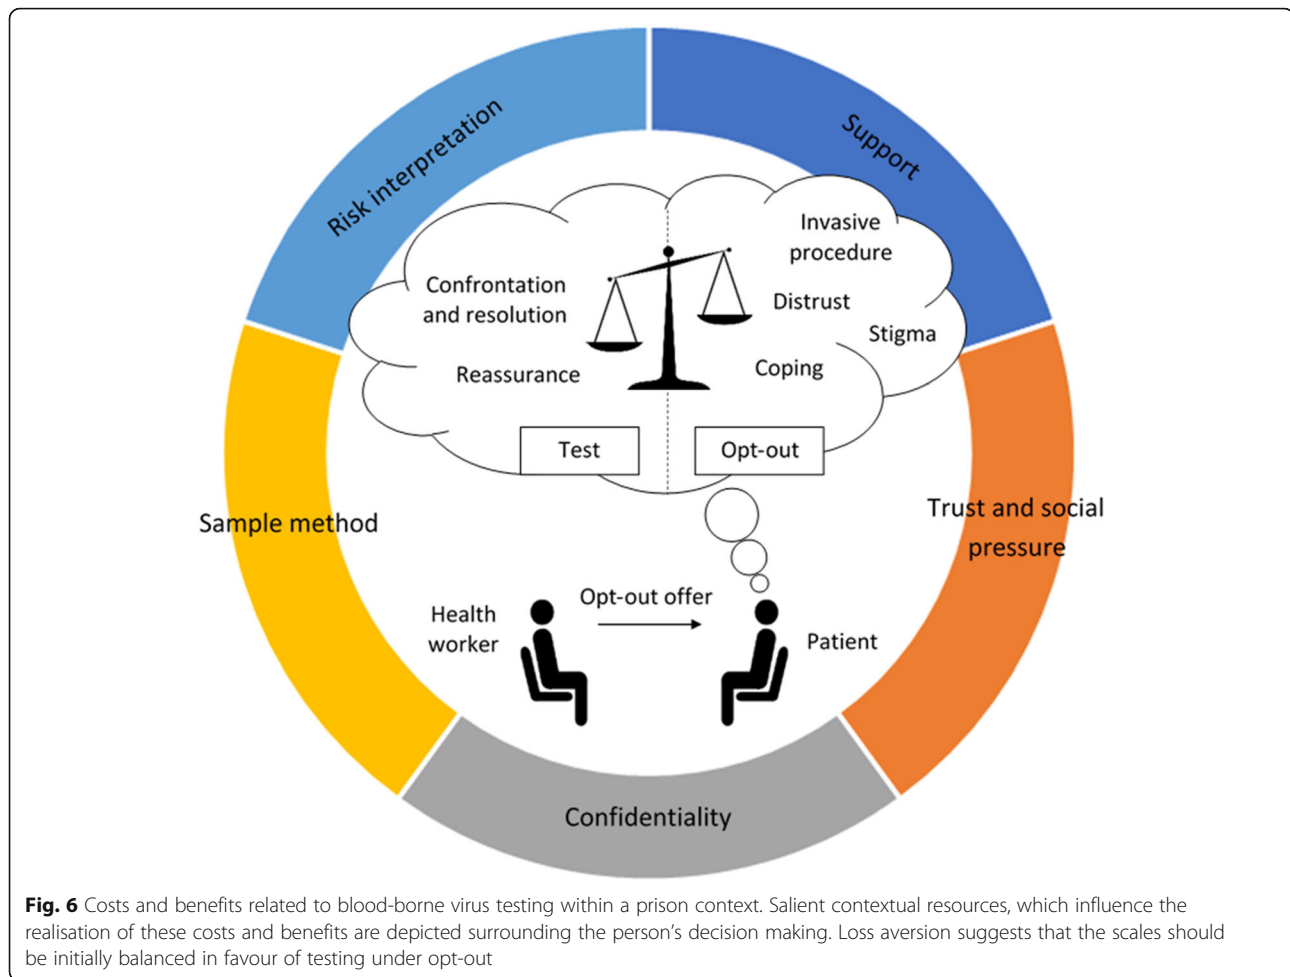 Risk interpretation
Support
Invasive
procedure
Confrontation
and resolution
Distrust
Stigma
Reassurance
Coping
Test
Opt-out
Sample method
Trust and social
pressure
Opt-out offer
Health
worker
Patient
Confidentiality
Fig. 6 Costs and benefits related to blood-borne virus testing within a prison context. Salient contextual resources, which influence the
realisation of these costs and benefits are depicted surrounding the person's decision making. Loss aversion suggests that the scales should
be initially balanced in favour of testing under opt-out